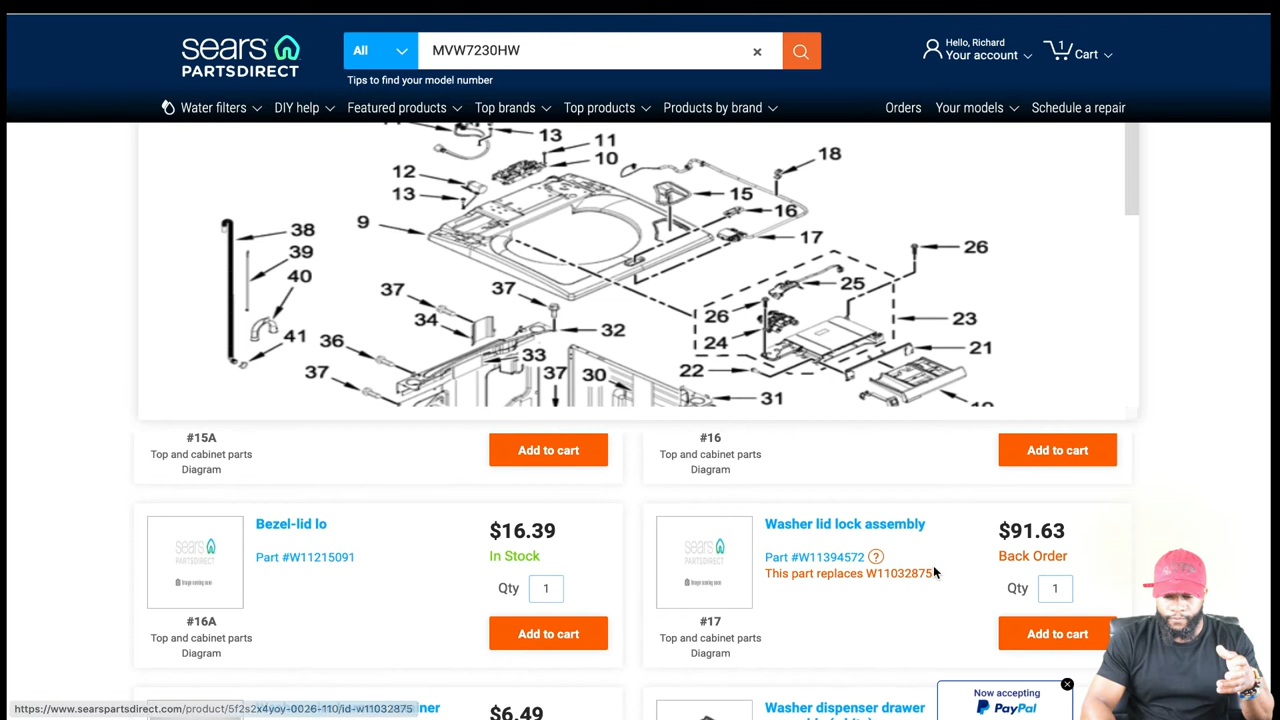 sears
PARTSDIRECT
All
MVW7230HW
Tips to find your model number
Hello, Richard
Your account
1
Cart
Water filters
DIY help
Featured products
Top brands
Top products
Products by brand
Orders
Your models
Schedule a repair
13
11
10
12
13
9
15
18
16
17
38
39
40
41
37
37
34
36
37
33
32
37
30
31
26
25
26
24
23
21
22
#15A
Top and cabinet parts
Diagram
Add to cart
#16
Top and cabinet parts
Diagram
Add to cart
Bezel-lid lo
Part #W11215091
$16.39
In Stock
Qty 1
Add to cart
#16A
Top and cabinet parts
Diagram
sears
PARTSDIRECT
Washer lid lock assembly
Part #W11394572 ?
This part replaces W11032875
$91.63
Back Order
Qty 1
Add to cart
#17
Top and cabinet parts
Diagram
sears
PARTSDIRECT
https://www.searspartsdirect.com/product/5f2s2x4yoy-0026-110/id-w11032875
ner
$6.49
Washer dispenser drawer
Now accepting
PayPal